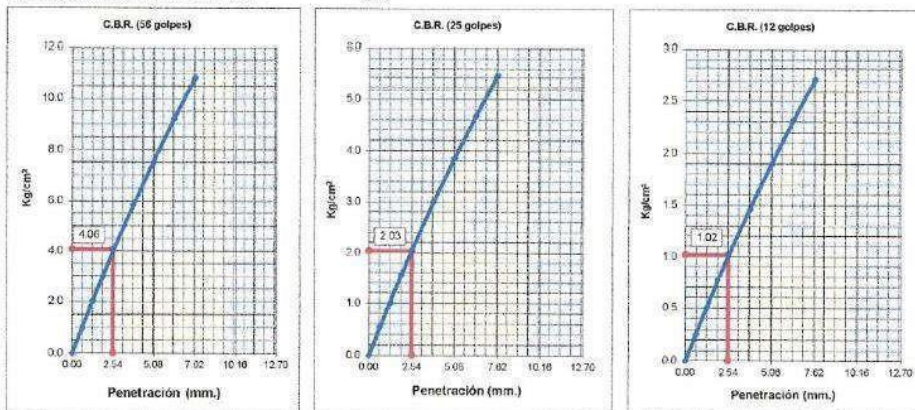 C.B.R. (56 golpes)
12.0
10.0
8.0
6.0
4.0
2.0
0.0
Kg/cm²
4.06
0.00 2.54 5.08 7.62 10.16 12.70
Penetración (mm.)
C.B.R. (25 golpes)
6.0
5.0
4.0
3.0
2.0
1.0
0.0
Kg/cm²
2.03
0.00 2.54 5.08 7.62 10.16 12.70
Penetración (mm.)
C.B.R. (12 golpes)
3.0
2.5
2.0
1.5
1.0
0.5
0.0
Kg/cm²
1.02
0.00 2.54 5.08 7.62 10.16 12.70
Penetración (mm.)